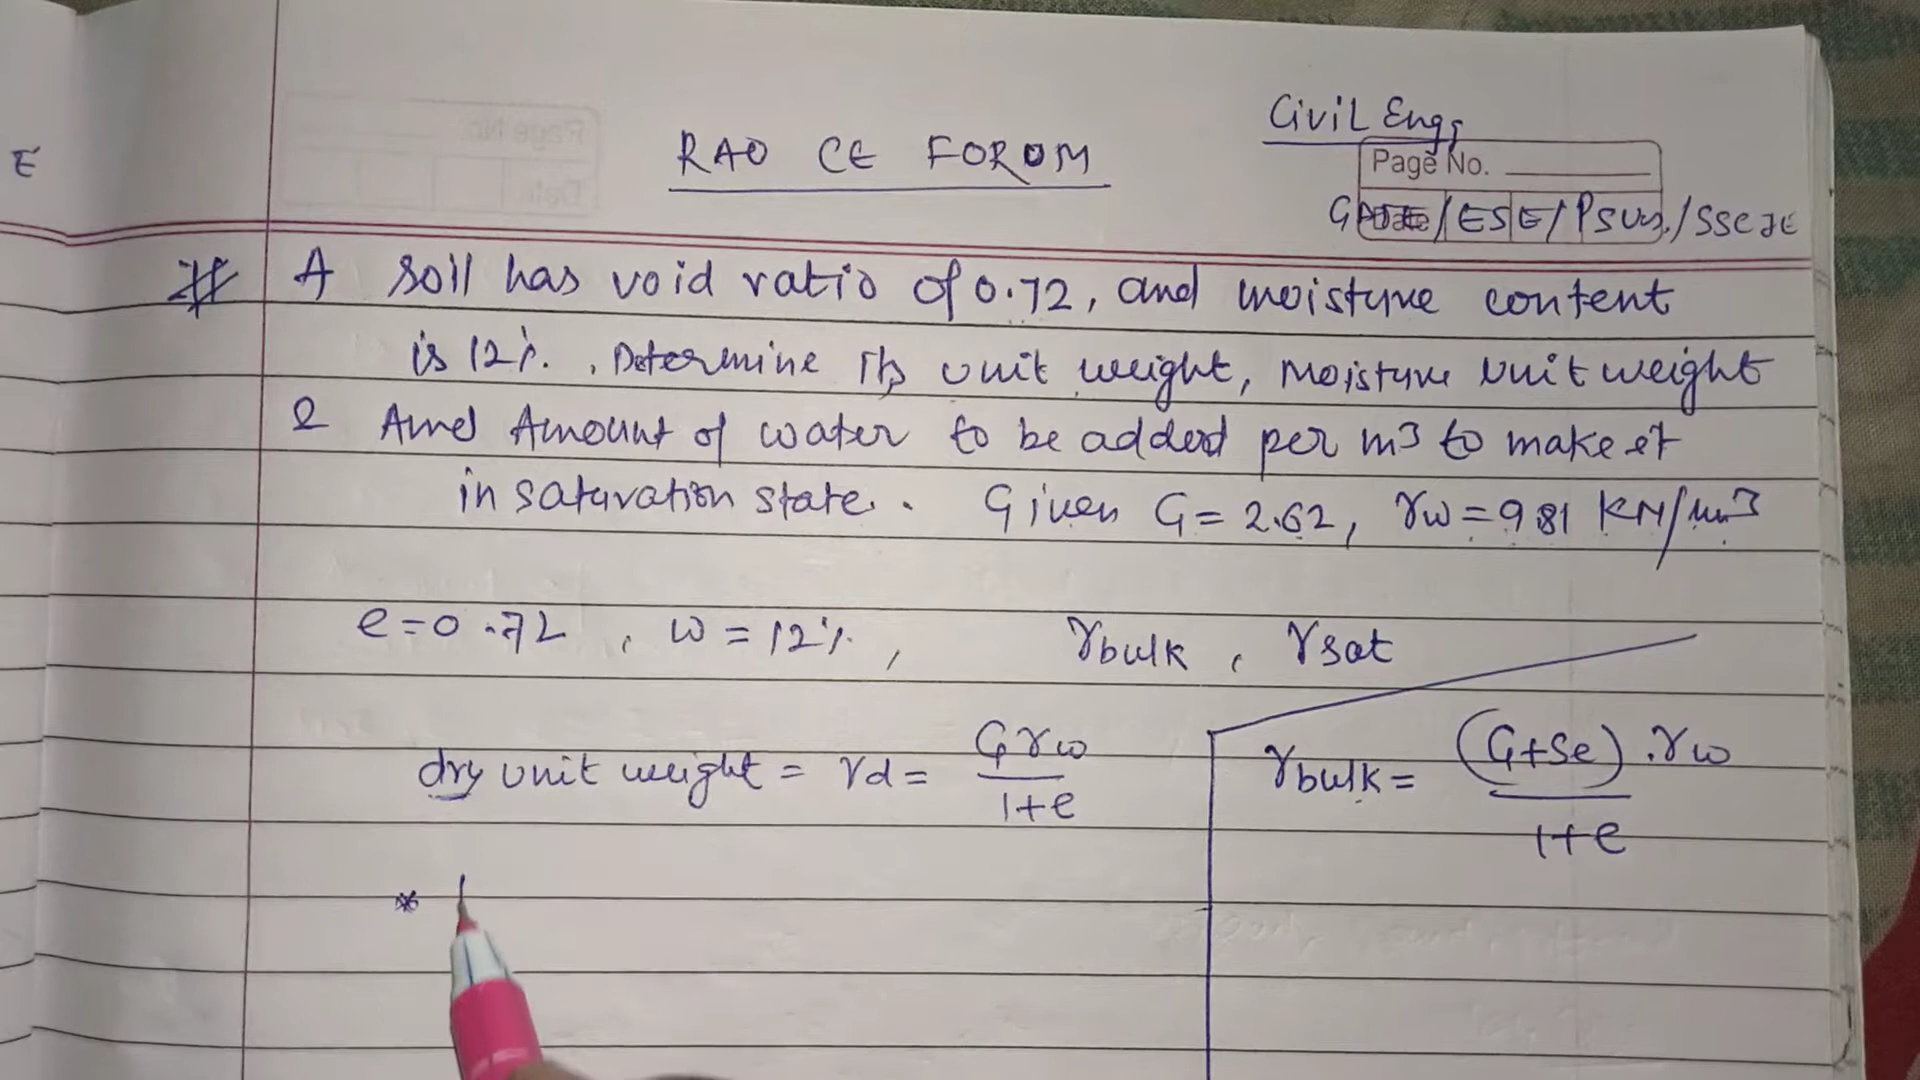 E
RAO CE FORUM
Civil Engg
Page No.
GATE/ESE/PSUs./SSC JE
# A soil has void ratio of 0.72, and moisture content
is 12%. . Determine Its unit weight, Moisture unit weight
& And Amount of water to be added per m3 to make it
in saturation state. . Given G = 2.62, γw = 9.81 KN/m3
e = 0.72, w = 12%, γbulk, γsat
dry unit weight = γd = Gγw / 1+e
γbulk = (G+Se).γw / 1+e
*